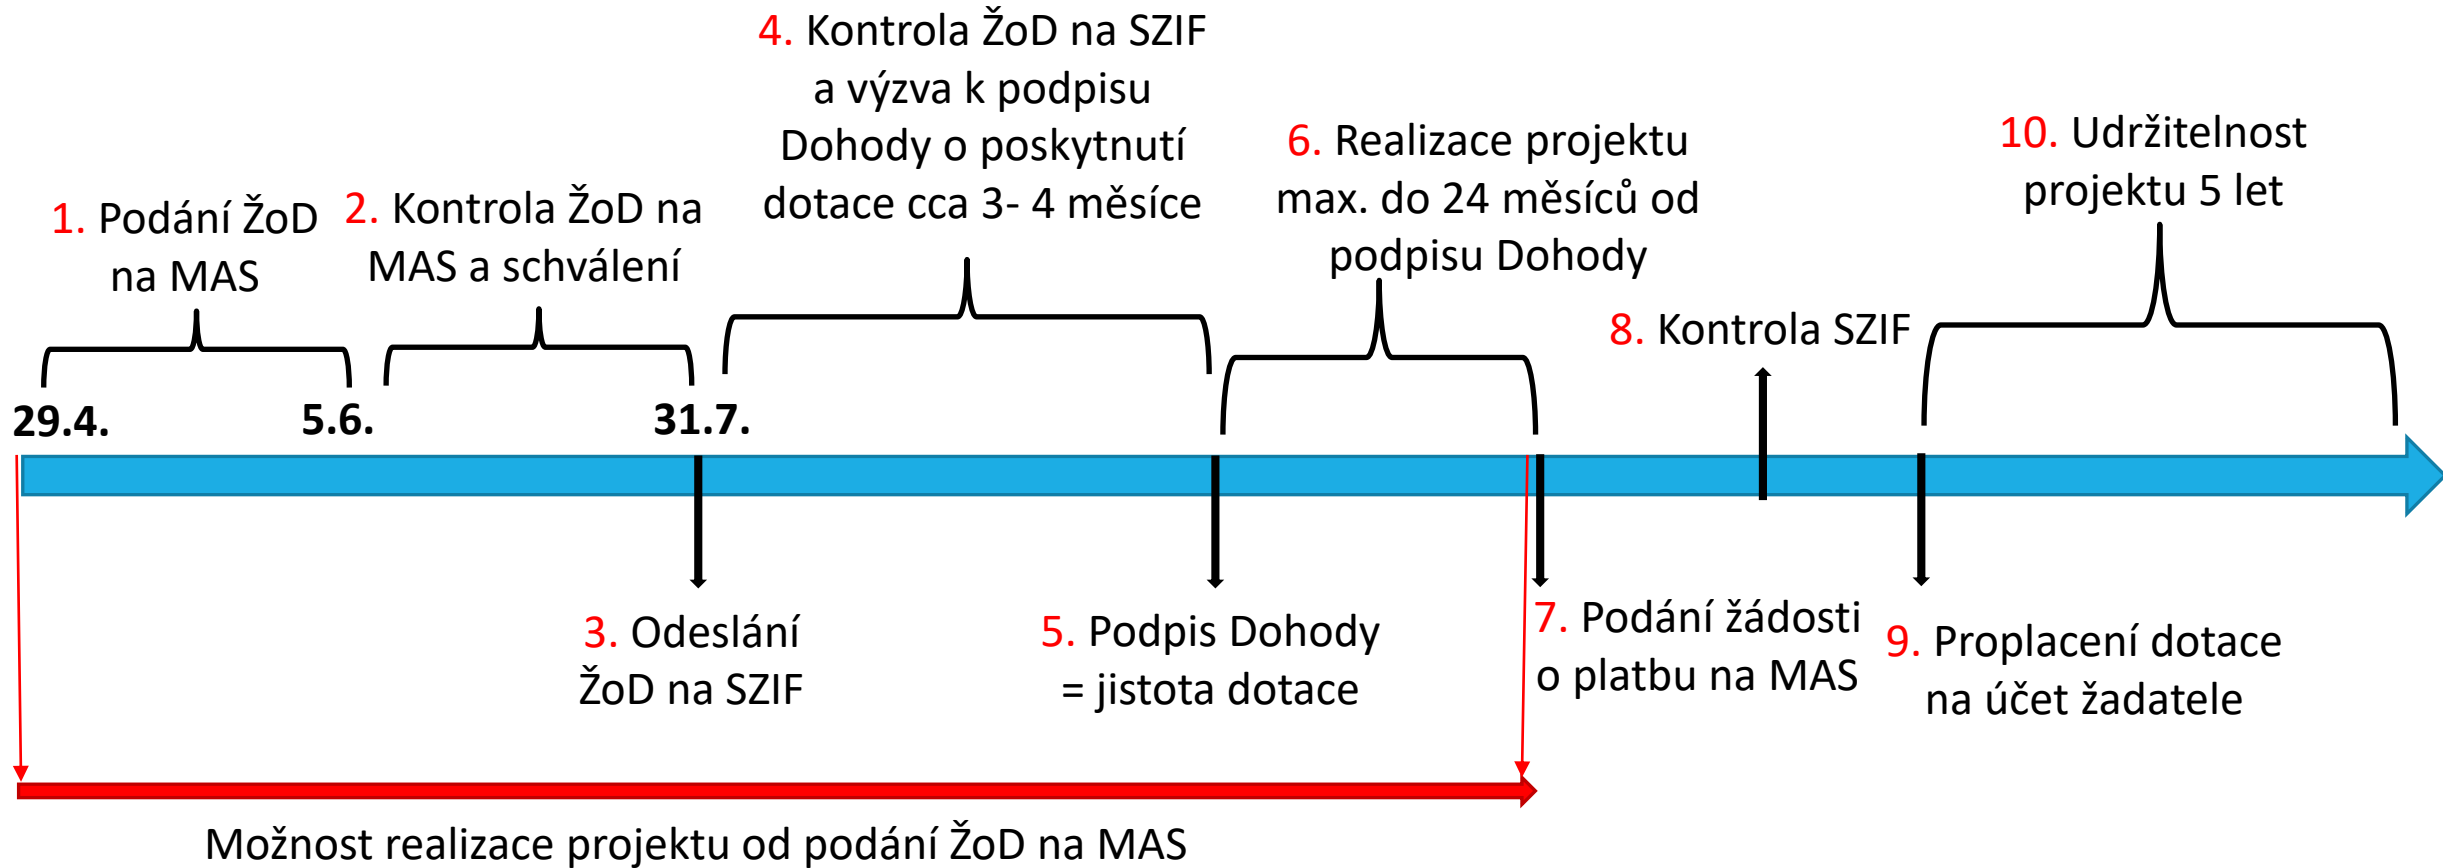 1. Podání ŽoD
na MAS
2. Kontrola ŽoD na
MAS a schválení
4. Kontrola ŽoD na SZIF
a výzva k podpisu
Dohody o poskytnutí
dotace cca 3- 4 měsíce
6. Realizace projektu
max. do 24 měsíců od
podpisu Dohody
8. Kontrola SZIF
10. Udržitelnost
projektu 5 let
29.4.
5.6.
31.7.
3. Odeslání
ŽoD na SZIF
5. Podpis Dohody
= jistota dotace
7. Podání žádosti
o platbu na MAS
9. Proplacení dotace
na účet žadatele
Možnost realizace projektu od podání ŽoD na MAS